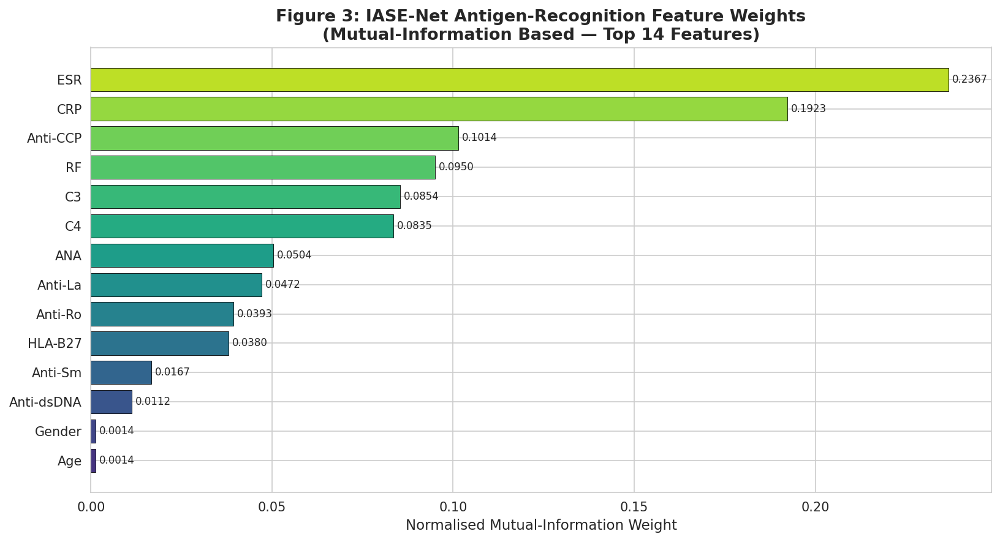 Figure 3: IASE-Net Antigen-Recognition Feature Weights
(Mutual-Information Based — Top 14 Features)
ESR 0.2367
CRP 0.1923
Anti-CCP 0.1014
RF 0.0950
C3 0.0854
C4 0.0835
ANA 0.0504
Anti-La 0.0472
Anti-Ro 0.0393
HLA-B27 0.0380
Anti-Sm 0.0167
Anti-dsDNA 0.0112
Gender 0.0014
Age 0.0014
0.00 0.05 0.10 0.15 0.20
Normalised Mutual-Information Weight